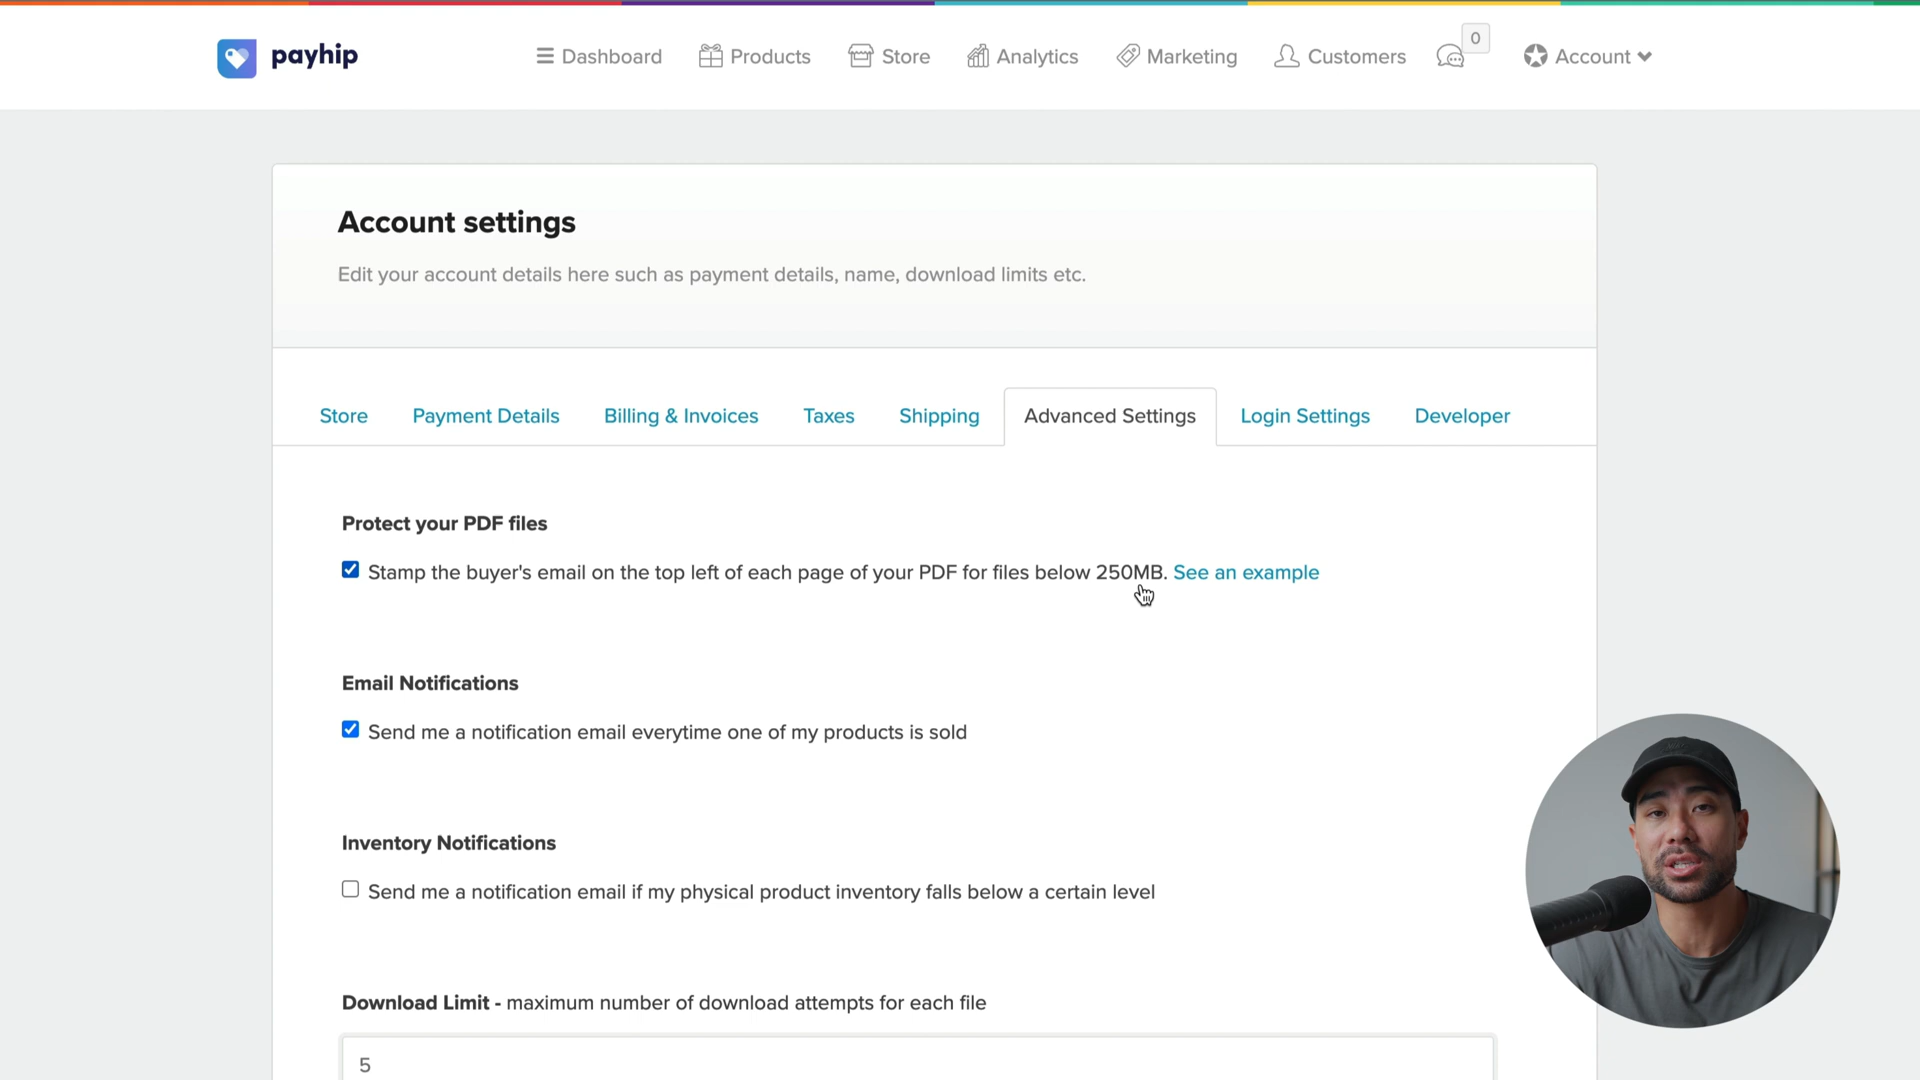 payhip
Dashboard
Products
Store
Analytics
Marketing
Customers
0
Account
Account settings
Edit your account details here such as payment details, name, download limits etc.
Store
Payment Details
Billing & Invoices
Taxes
Shipping
Advanced Settings
Login Settings
Developer
Protect your PDF files
Stamp the buyer's email on the top left of each page of your PDF for files below 250MB. See an example
Email Notifications
Send me a notification email everytime one of my products is sold
Inventory Notifications
Send me a notification email if my physical product inventory falls below a certain level
Download Limit - maximum number of download attempts for each file
5